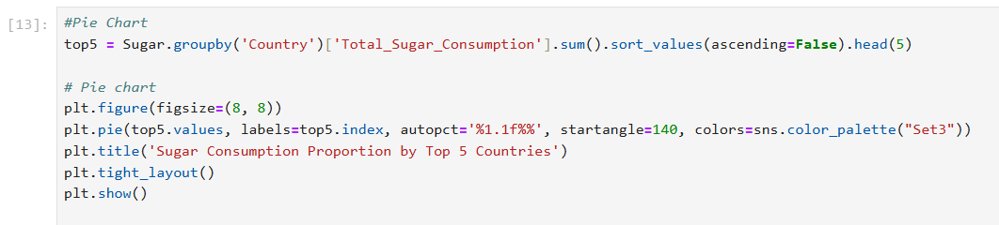 [13]: #Pie Chart
top5 = Sugar.groupby('Country')['Total_Sugar_Consumption'].sum().sort_values(ascending=False).head(5)
# Pie chart
plt.figure(figsize=(8, 8))
plt.pie(top5.values, labels=top5.index, autopct='%1.1f%%', startangle=140, colors=sns.color_palette("Set3"))
plt.title('Sugar Consumption Proportion by Top 5 Countries')
plt.tight_layout()
plt.show()